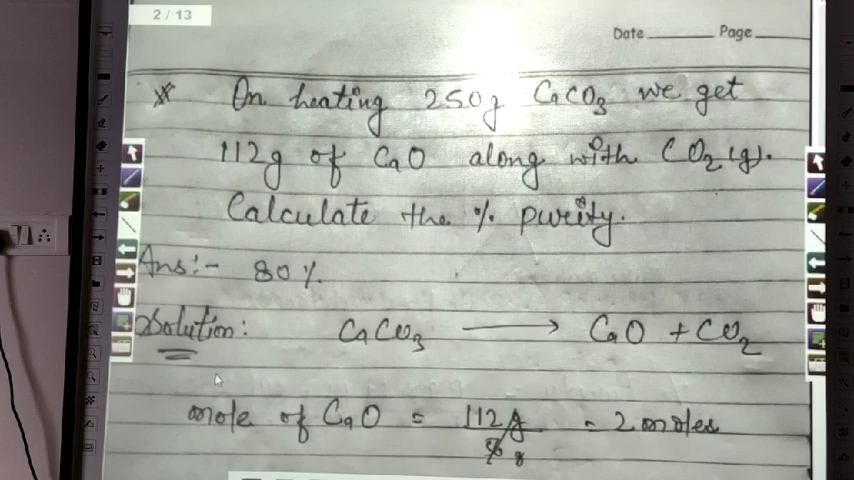 2 / 13
Date Page
On heating 250g CaCO3 we get
112g of CaO along with CO2(g).
Calculate the % purity.
Ans:- 80%
Solution: CaCO3 → CaO + CO2
mole of CaO = 112g/56g = 2 moles